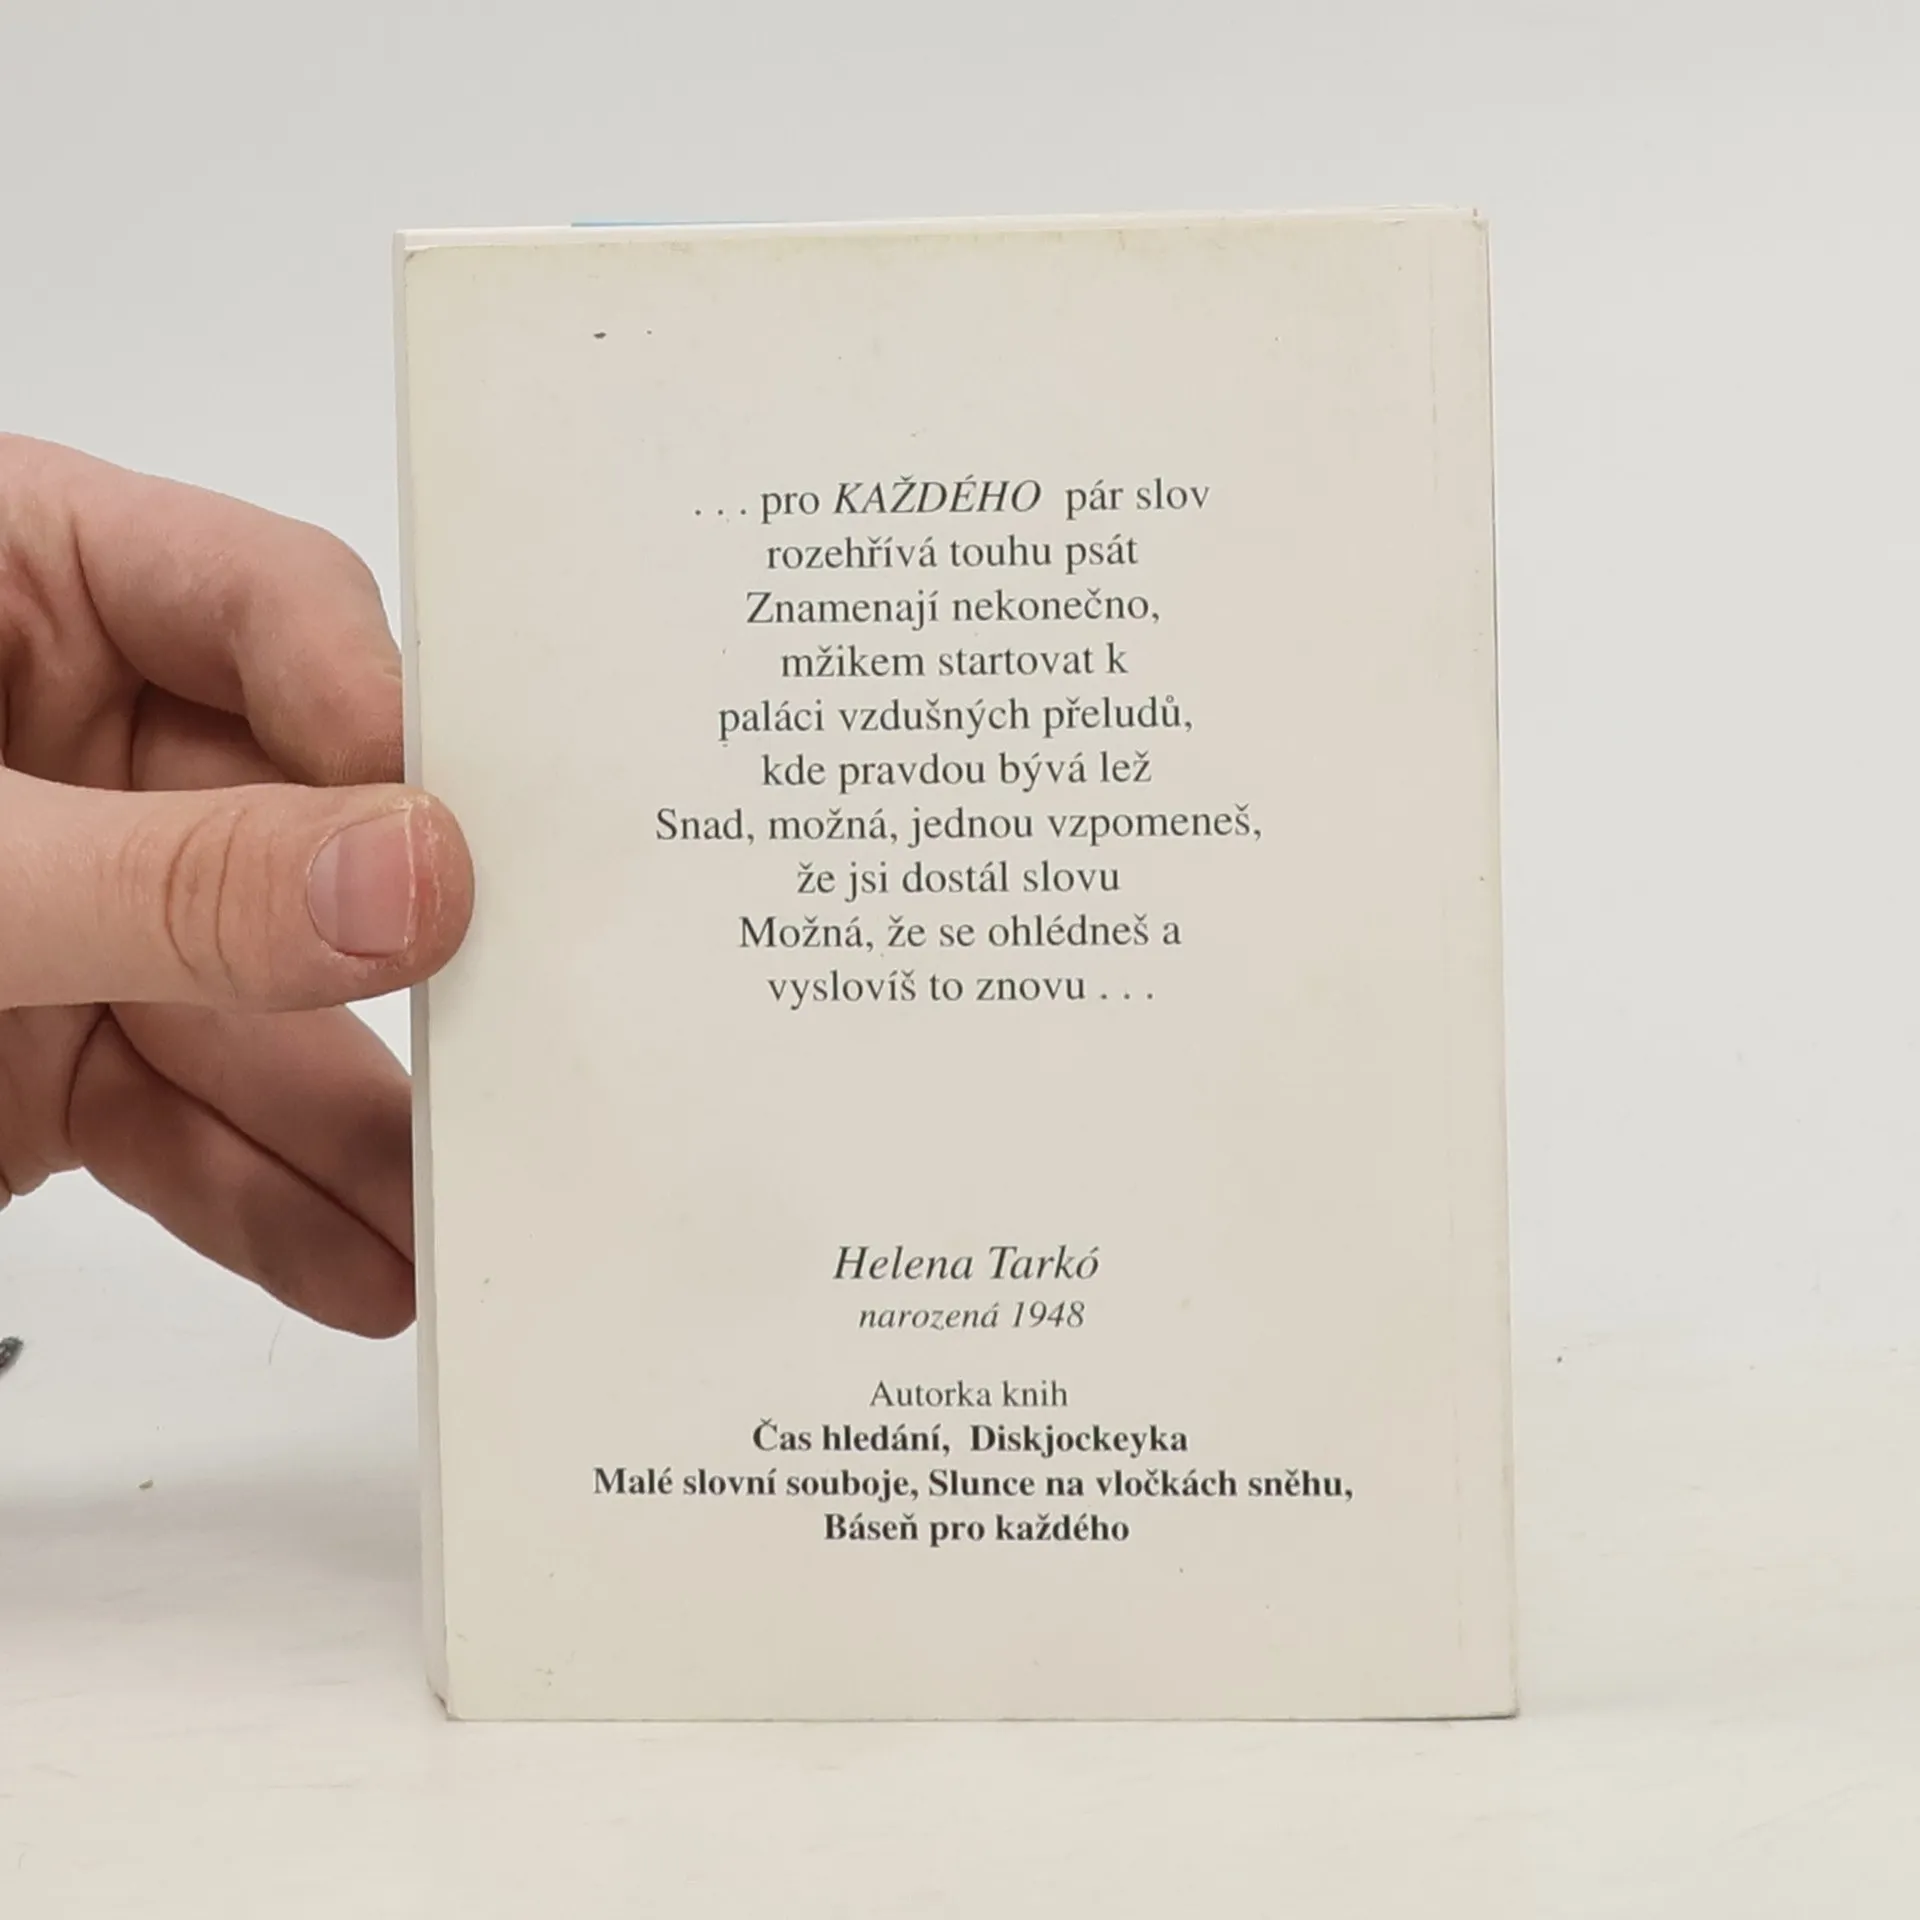 . . . pro KAŽDÉHO pár slov
rozehřívá touhu psát
Znamenají nekonečno,
mžikem startovat k
paláci vzdušných přeludů,
kde pravdou bývá lež
Snad, možná, jednou vzpomeneš,
že jsi dostál slovu
Možná, že se ohlédneš a
vyslovíš to znovu . . .
Helena Tarkó
narozená 1948
Autorka knih
Čas hledání, Diskjockeyka
Malé slovní souboje, Slunce na vločkách sněhu,
Báseň pro každého